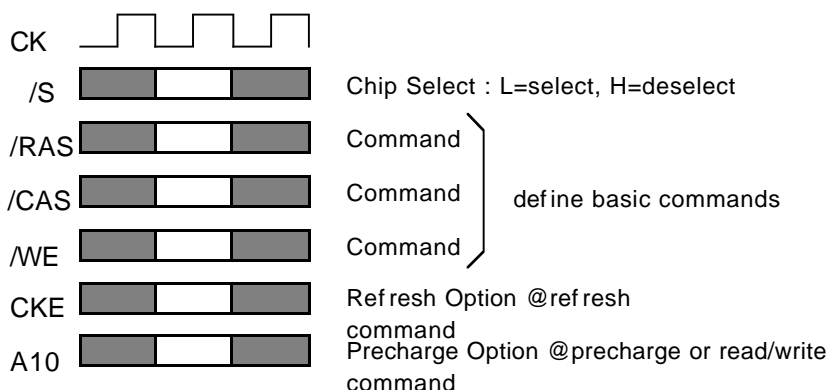 CK
/S Chip Select : L=select, H=deselect
/RAS Command
/CAS Command define basic commands
/WE Command
CKE Refresh Option @refresh
command
A10 Precharge Option @precharge or read/write
command